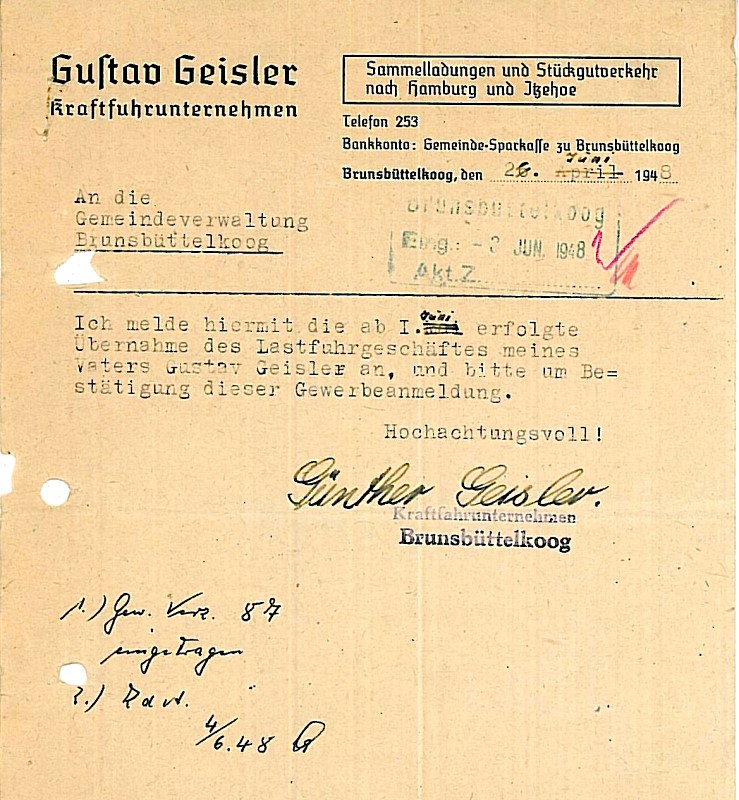 Gustav Geisler
Kraftfuhrunternehmen
Sammelladungen und Stückgutverkehr
nach Hamburg und Itzehoe
Telefon 253
Bankkonto: Gemeinde-Sparkasse zu Brunsbüttelkoog
Juni
Brunsbüttelkoog, den 2. April 1948
An die
Gemeindeverwaltung
Brunsbüttelkoog
Brunsbüttelkoog
Eing.: - JUN. 1948
Akt.Z.
Juni
Ich melde hiermit die ab I. erfolgte
Übernahme des Lastfuhrgeschäftes meines
Vaters Gustav Geisler an, und bitte um Be=
stätigung dieser Gewerbeanmeldung.
Hochachtungsvoll!
Günther Geisler.
Kraftfahrunternehmen
Brunsbüttelkoog
1.) Gew. Verz. 87
eingetragen
2.) Z d A.
4/6.48